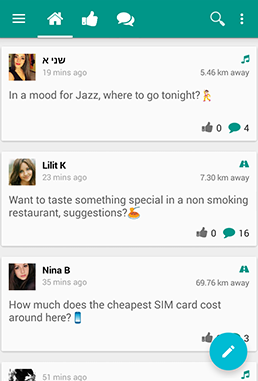 שני א
19 mins ago
5.46 km away
In a mood for Jazz, where to go tonight?
0 4
Lilit K
23 mins ago
7.30 km away
Want to taste something special in a non smoking
restaurant, suggestions?
0 16
Nina B
35 mins ago
69.76 km away
How much does the cheapest SIM card cost
around here?
3
51 mins ago